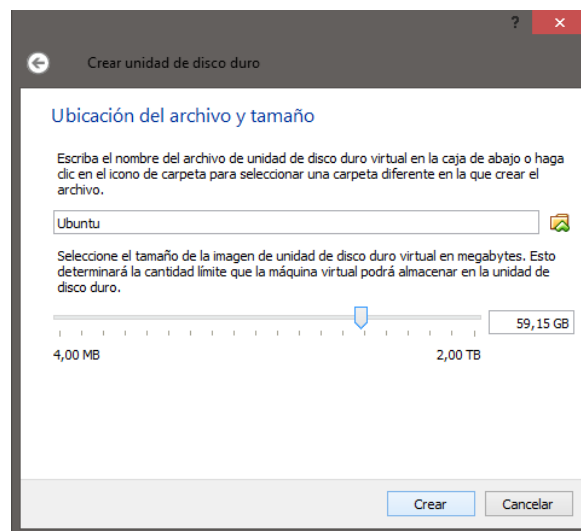 ?
Crear unidad de disco duro
Ubicación del archivo y tamaño
Escriba el nombre del archivo de unidad de disco duro virtual en la caja de abajo o haga
clic en el icono de carpeta para seleccionar una carpeta diferente en la que crear el
archivo.
Ubuntu
Seleccione el tamaño de la imagen de unidad de disco duro virtual en megabytes. Esto
determinará la cantidad límite que la máquina virtual podrá almacenar en la unidad de
disco duro.
59,15 GB
4,00 MB 2,00 TB
Crear Cancelar